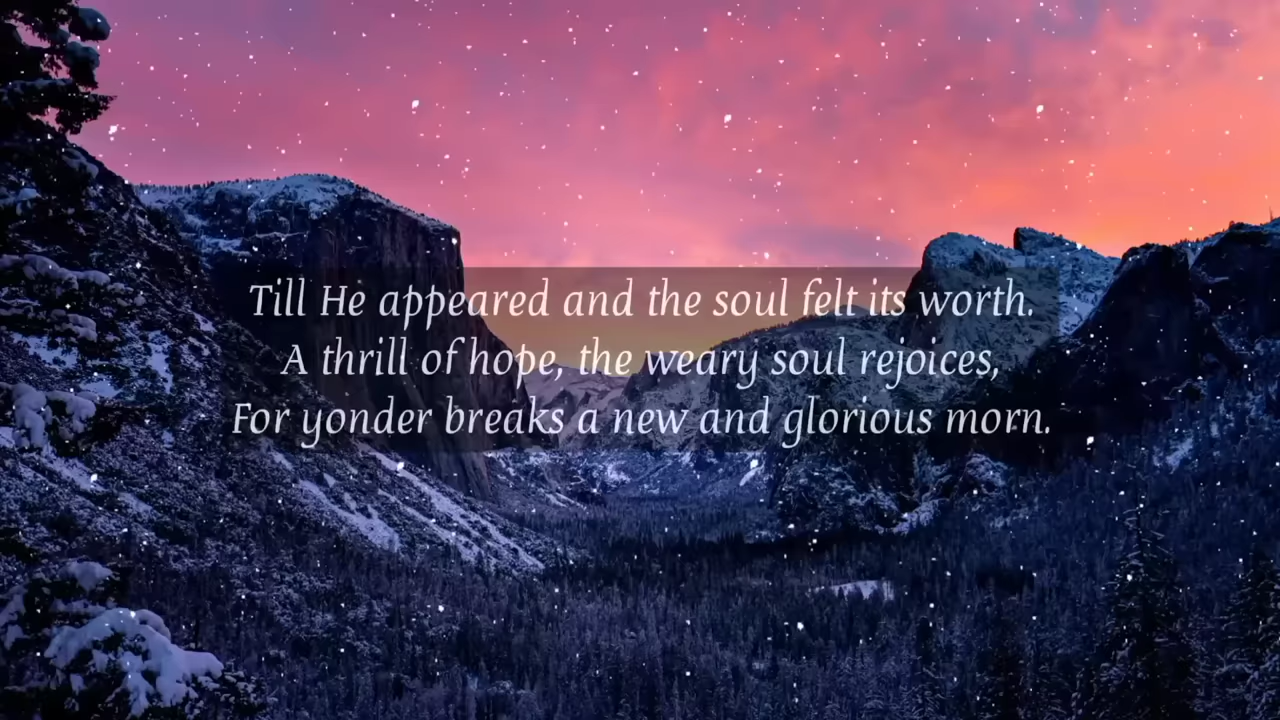 Till He appeared and the soul felt its worth.
A thrill of hope, the weary soul rejoices,
For yonder breaks a new and glorious morn.